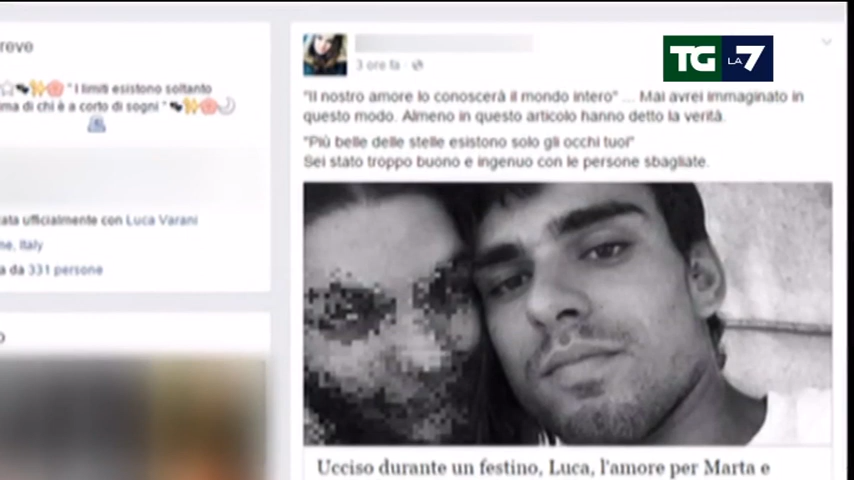 reve
TG LA 7
3 ore fa
" I limiti esistono soltanto
ima di chi è a corto di sogni "
"Il nostro amore lo conoscerà il mondo intero" ... Mai avrei immaginato in
questo modo. Almeno in questo articolo hanno detto la verità.
"Più belle delle stelle esistono solo gli occhi tuoi"
Sei stato troppo buono e ingenuo con le persone sbagliate.
ata ufficialmente con Luca Varani
ne, Italy
a da 331 persone
Ucciso durante un festino, Luca, l'amore per Marta e